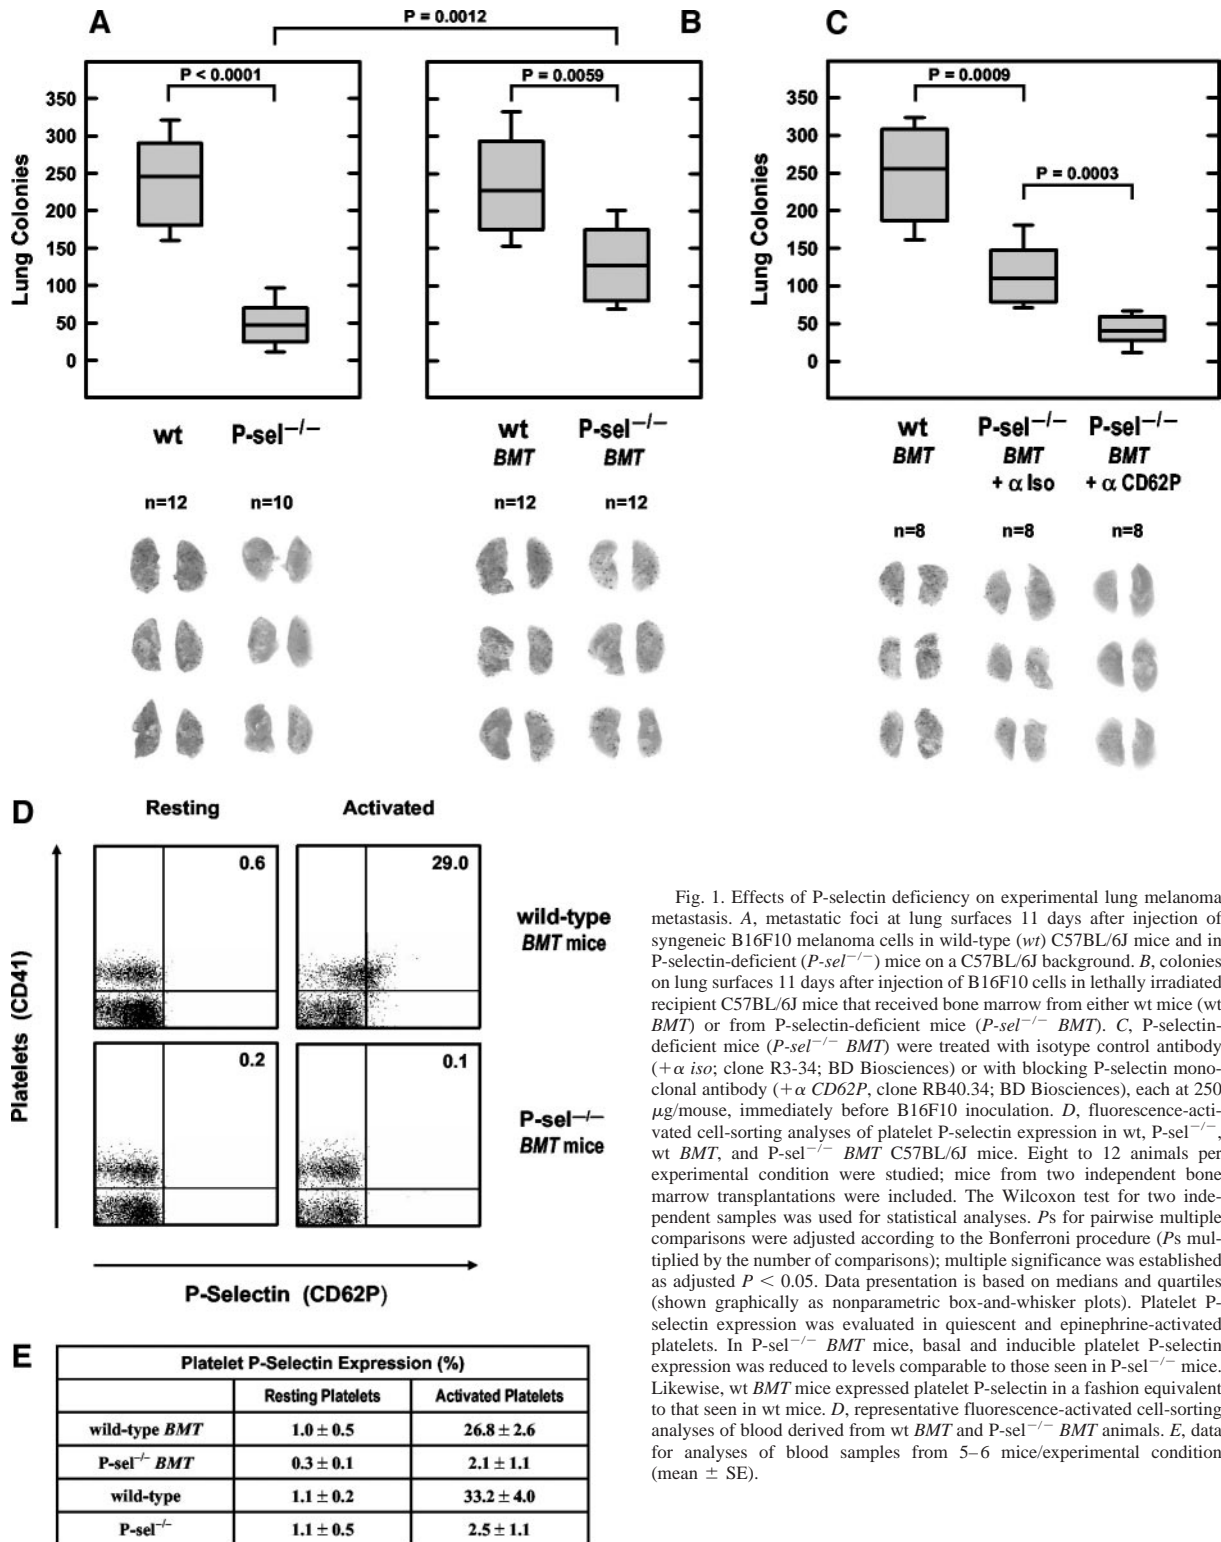 A
B
C
P = 0.0012
P < 0.0001
P = 0.0059
P = 0.0009
P = 0.0003
Lung Colonies
350
300
250
200
150
100
50
0
Lung Colonies
350
300
250
200
150
100
50
0
wt
P-sel−/−
wt
BMT
P-sel−/−
BMT
wt
BMT
P-sel−/−
BMT
+ α Iso
P-sel−/−
BMT
+ α CD62P
n=12
n=10
n=12
n=12
n=8
n=8
n=8
D
Resting
Activated
0.6
29.0
wild-type
BMT mice
0.2
0.1
P-sel−/−
BMT mice
Platelets (CD41)
P-Selectin (CD62P)
E
Platelet P-Selectin Expression (%)
Resting Platelets Activated Platelets
wild-type BMT 1.0 ± 0.5 26.8 ± 2.6
P-sel−/− BMT 0.3 ± 0.1 2.1 ± 1.1
wild-type 1.1 ± 0.2 33.2 ± 4.0
P-sel−/− 1.1 ± 0.5 2.5 ± 1.1
Fig. 1. Effects of P-selectin deficiency on experimental lung melanoma
metastasis. A, metastatic foci at lung surfaces 11 days after injection of
syngeneic B16F10 melanoma cells in wild-type (wt) C57BL/6J mice and in
P-selectin-deficient (P-sel−/−) mice on a C57BL/6J background. B, colonies
on lung surfaces 11 days after injection of B16F10 cells in lethally irradiated
recipient C57BL/6J mice that received bone marrow from either wt mice (wt
BMT) or from P-selectin-deficient mice (P-sel−/− BMT). C, P-selectin-
deficient mice (P-sel−/− BMT) were treated with isotype control antibody
(+α iso; clone R3-34; BD Biosciences) or with blocking P-selectin mono-
clonal antibody (+α CD62P, clone RB40.34; BD Biosciences), each at 250
μg/mouse, immediately before B16F10 inoculation. D, fluorescence-acti-
vated cell-sorting analyses of platelet P-selectin expression in wt, P-sel−/−,
wt BMT, and P-sel−/− BMT C57BL/6J mice. Eight to 12 animals per
experimental condition were studied; mice from two independent bone
marrow transplantations were included. The Wilcoxon test for two inde-
pendent samples was used for statistical analyses. Ps for pairwise multiple
comparisons were adjusted according to the Bonferroni procedure (Ps mul-
tiplied by the number of comparisons); multiple significance was established
as adjusted P < 0.05. Data presentation is based on medians and quartiles
(shown graphically as nonparametric box-and-whisker plots). Platelet P-
selectin expression was evaluated in quiescent and epinephrine-activated
platelets. In P-sel−/− BMT mice, basal and inducible platelet P-selectin
expression was reduced to levels comparable to those seen in P-sel−/− mice.
Likewise, wt BMT mice expressed platelet P-selectin in a fashion equivalent
to that seen in wt mice. D, representative fluorescence-activated cell-sorting
analyses of blood derived from wt BMT and P-sel−/− BMT animals. E, data
for analyses of blood samples from 5–6 mice/experimental condition
(mean ± SE).